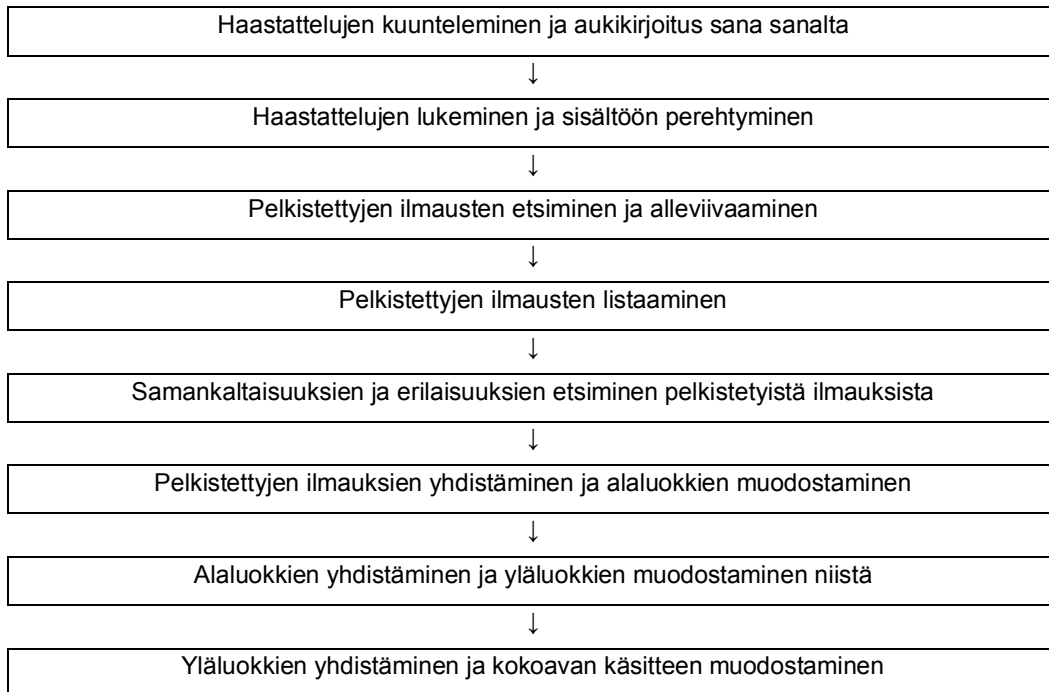 Haastattelujen kuunteleminen ja aukikirjoitus sana sanalta
↓
Haastattelujen lukeminen ja sisältöön perehtyminen
↓
Pelkistettyjen ilmausten etsiminen ja alleviivaaminen
↓
Pelkistettyjen ilmausten listaaminen
↓
Samankaltaisuuksien ja erilaisuuksien etsiminen pelkistetyistä ilmauksista
↓
Pelkistettyjen ilmauksien yhdistäminen ja alaluokkien muodostaminen
↓
Alaluokkien yhdistäminen ja yläluokkien muodostaminen niistä
↓
Yläluokkien yhdistäminen ja kokoavan käsitteen muodostaminen